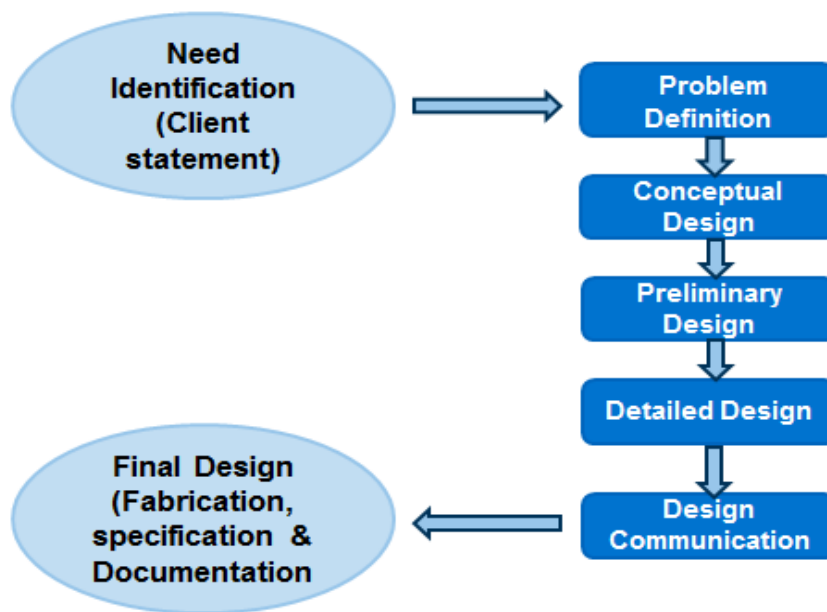 Need
Identification
(Client
statement)
Problem
Definition
Conceptual
Design
Preliminary
Design
Detailed Design
Design
Communication
Final Design
(Fabrication,
specification &
Documentation